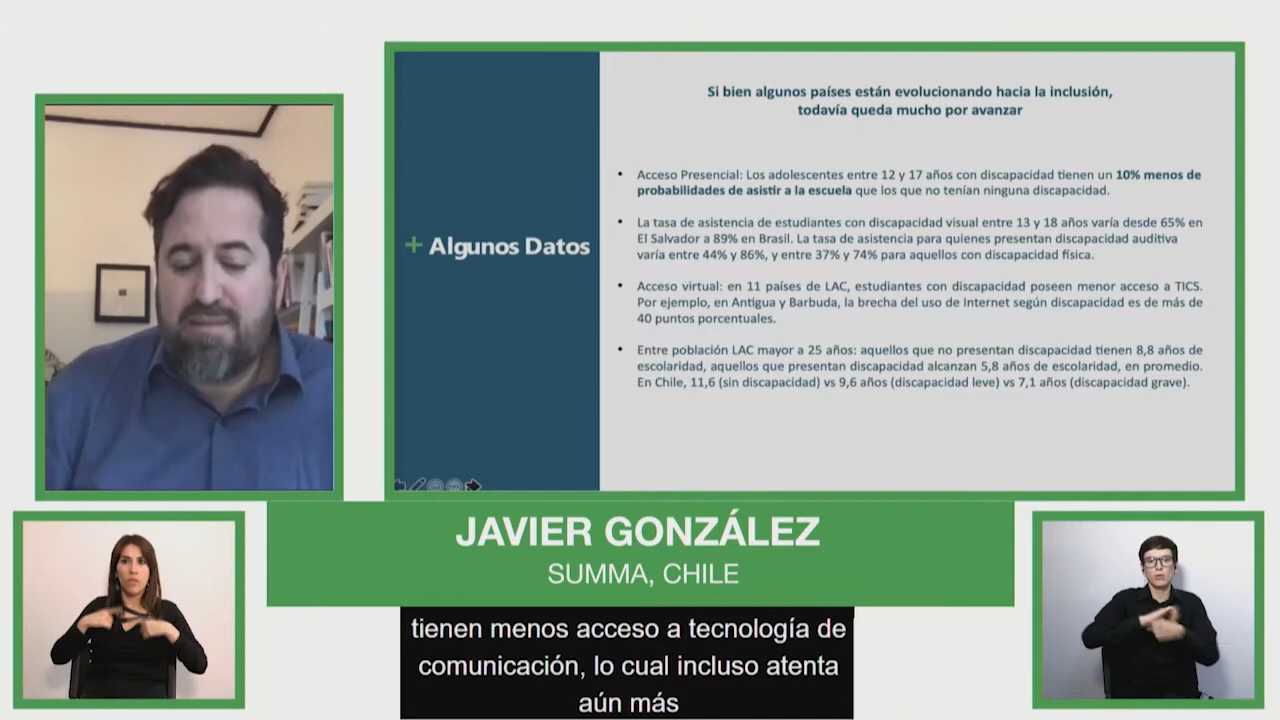 Si bien algunos países están evolucionando hacia la inclusión,
todavía queda mucho por avanzar
+ Algunos Datos
• Acceso Presencial: Los adolescentes entre 12 y 17 años con discapacidad tienen un 10% menos de
probabilidades de asistir a la escuela que los que no tenían ninguna discapacidad.
• La tasa de asistencia de estudiantes con discapacidad visual entre 13 y 18 años varía desde 65% en
El Salvador a 89% en Brasil. La tasa de asistencia para quienes presentan discapacidad auditiva
varía entre 44% y 86%, y entre 37% y 74% para aquellos con discapacidad física.
• Acceso virtual: en 11 países de LAC, estudiantes con discapacidad poseen menor acceso a TICS.
Por ejemplo, en Antigua y Barbuda, la brecha del uso de Internet según discapacidad es de más de
40 puntos porcentuales.
• Entre población LAC mayor a 25 años: aquellos que no presentan discapacidad tienen 8,8 años de
escolaridad, aquellos que presentan discapacidad alcanzan 5,8 años de escolaridad, en promedio.
En Chile, 11,6 (sin discapacidad) vs 9,6 años (discapacidad leve) vs 7,1 años (discapacidad grave).
JAVIER GONZÁLEZ
SUMMA, CHILE
tienen menos acceso a tecnología de
comunicación, lo cual incluso atenta
aún más